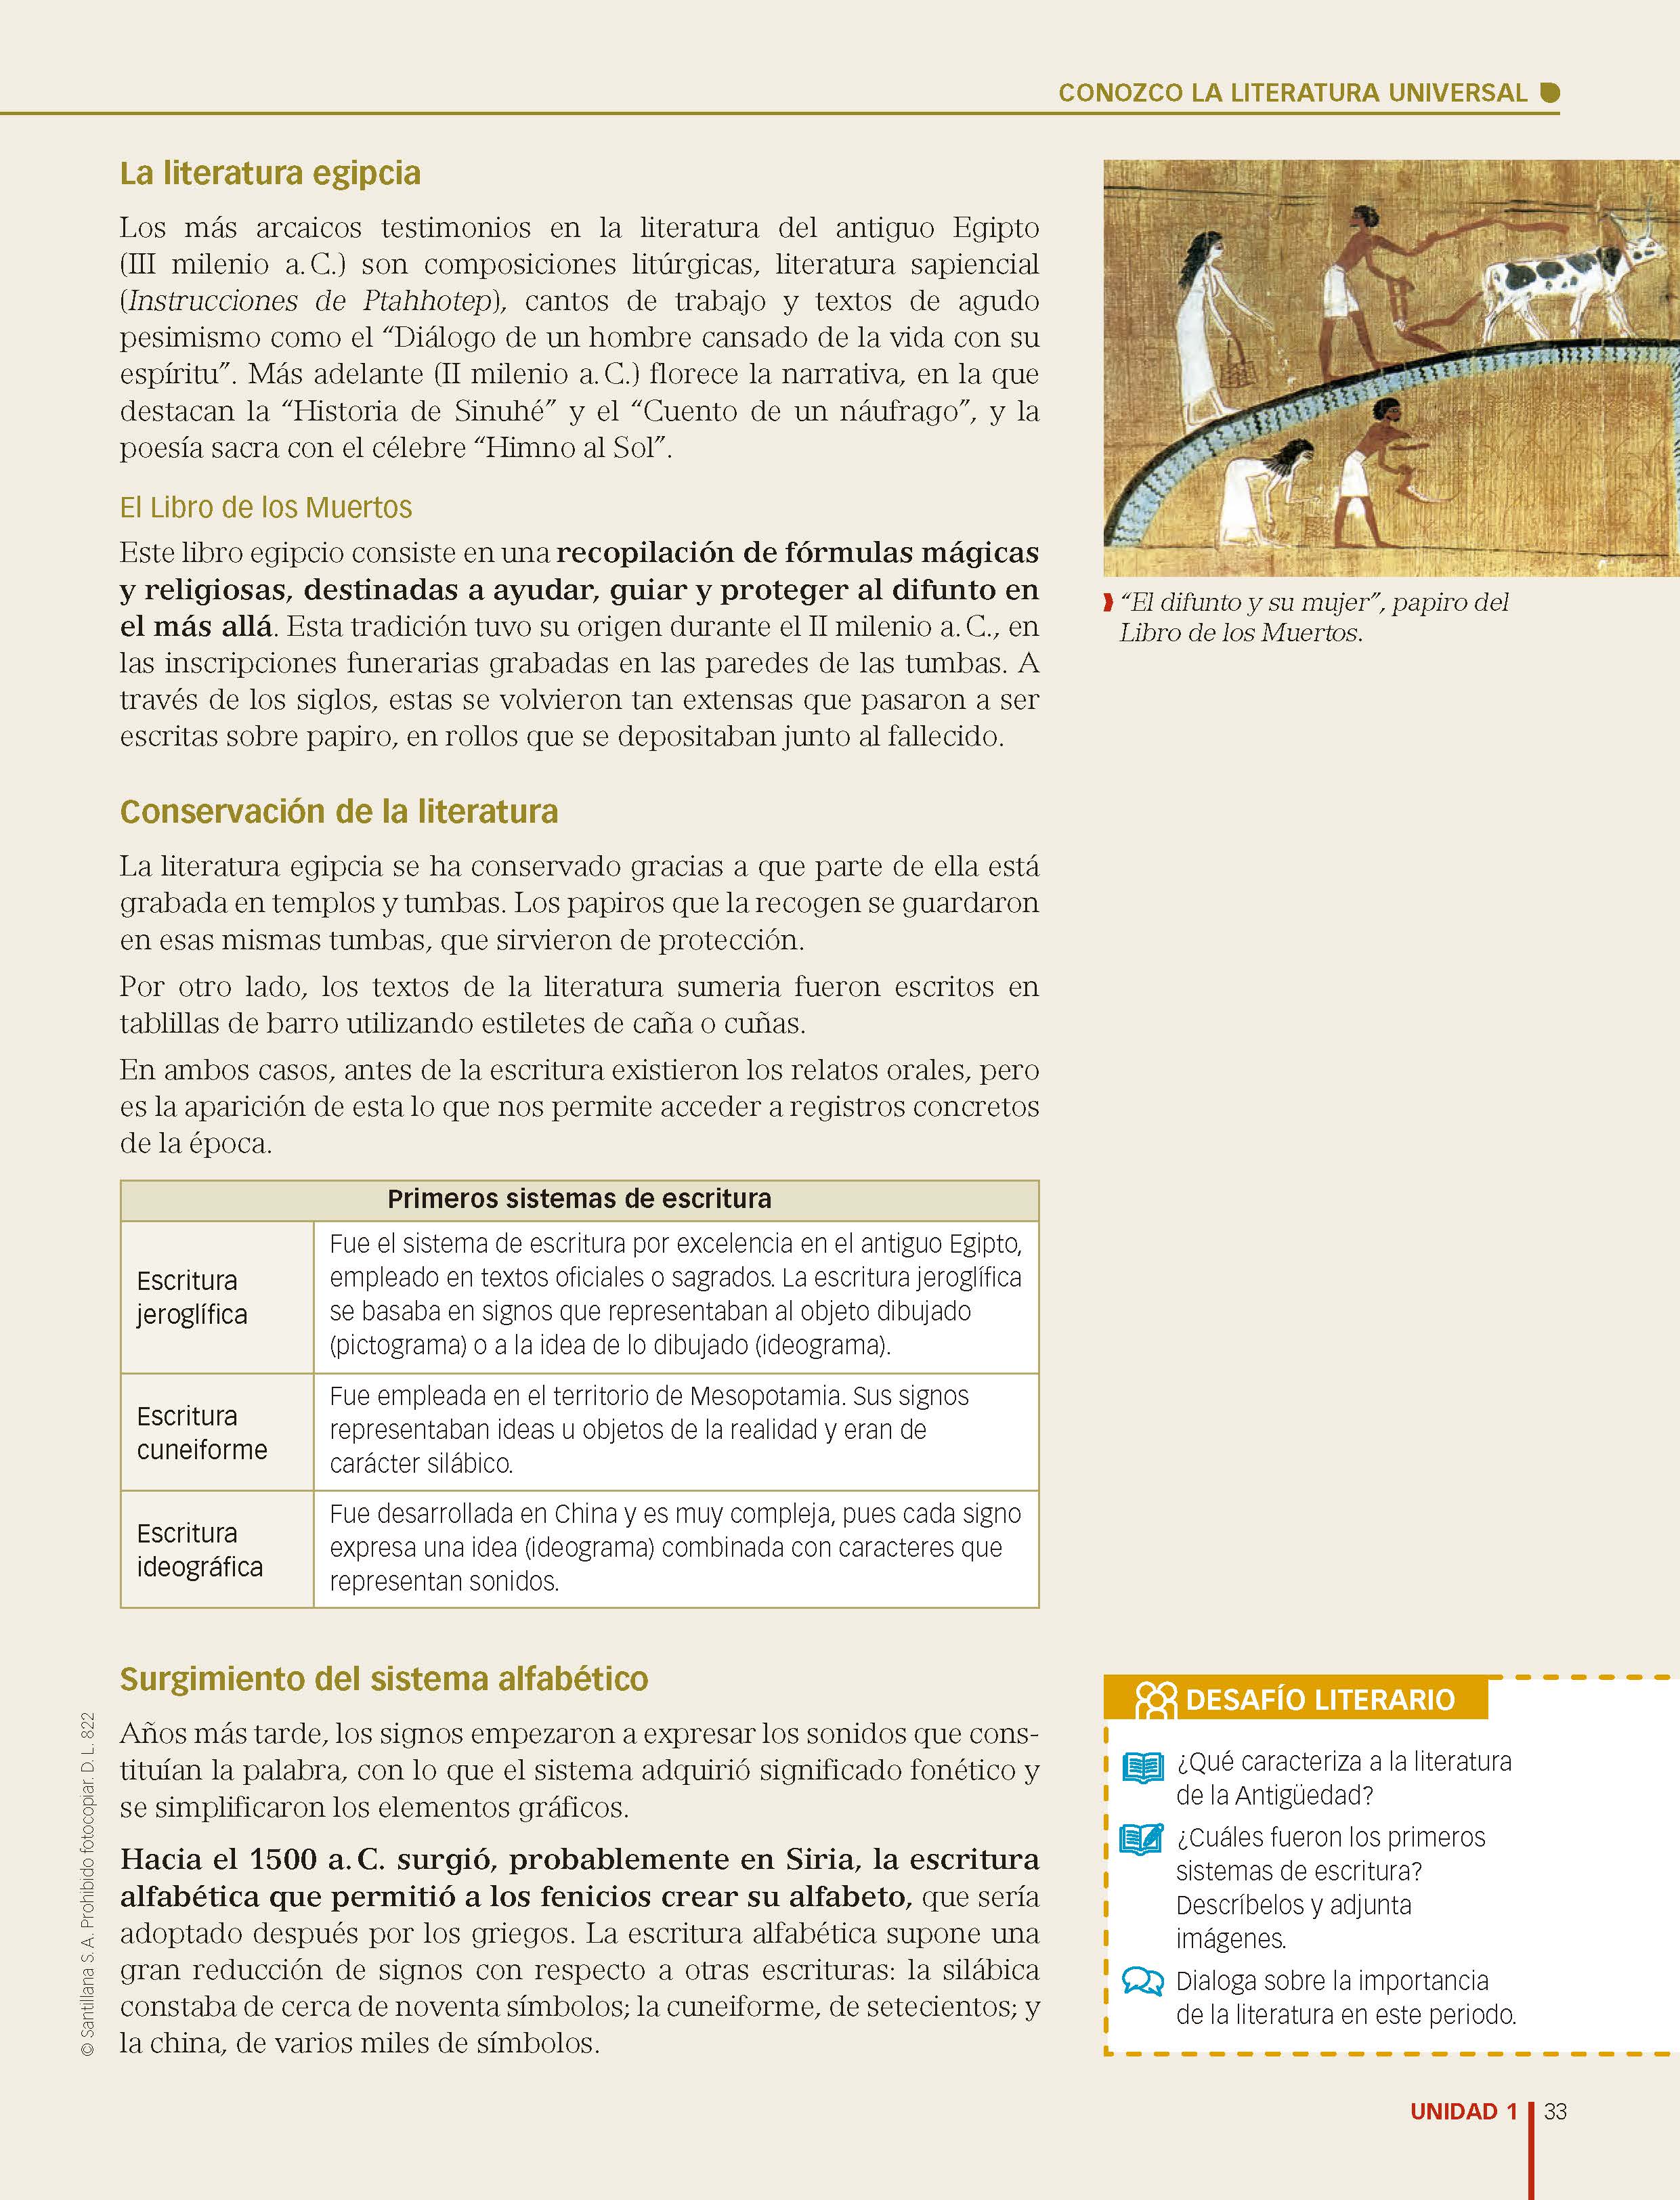 CONOZCO LA LITERATURA UNIVERSAL
La literatura egipcia
Los más arcaicos testimonios en la literatura del antiguo Egipto
(III milenio a. C.) son composiciones litúrgicas, literatura sapiencial
(Instrucciones de Ptahhotep), cantos de trabajo y textos de agudo
pesimismo como el “Diálogo de un hombre cansado de la vida con su
espíritu”. Más adelante (II milenio a. C.) florece la narrativa, en la que
destacan la “Historia de Sinuhé” y el “Cuento de un náufrago”, y la
poesía sacra con el célebre “Himno al Sol”.
El Libro de los Muertos
Este libro egipcio consiste en una recopilación de fórmulas mágicas
y religiosas, destinadas a ayudar, guiar y proteger al difunto en
el más allá. Esta tradición tuvo su origen durante el II milenio a. C., en
las inscripciones funerarias grabadas en las paredes de las tumbas. A
través de los siglos, estas se volvieron tan extensas que pasaron a ser
escritas sobre papiro, en rollos que se depositaban junto al fallecido.
“El difunto y su mujer”, papiro del
Libro de los Muertos.
Conservación de la literatura
La literatura egipcia se ha conservado gracias a que parte de ella está
grabada en templos y tumbas. Los papiros que la recogen se guardaron
en esas mismas tumbas, que sirvieron de protección.
Por otro lado, los textos de la literatura sumeria fueron escritos en
tablillas de barro utilizando estiletes de caña o cuñas.
En ambos casos, antes de la escritura existieron los relatos orales, pero
es la aparición de esta lo que nos permite acceder a registros concretos
de la época.
Primeros sistemas de escritura
Escritura
jeroglífica
Fue el sistema de escritura por excelencia en el antiguo Egipto,
empleado en textos oficiales o sagrados. La escritura jeroglífica
se basaba en signos que representaban al objeto dibujado
(pictograma) o a la idea de lo dibujado (ideograma).
Escritura
cuneiforme
Fue empleada en el territorio de Mesopotamia. Sus signos
representaban ideas u objetos de la realidad y eran de
carácter silábico.
Escritura
ideográfica
Fue desarrollada en China y es muy compleja, pues cada signo
expresa una idea (ideograma) combinada con caracteres que
representan sonidos.
Surgimiento del sistema alfabético
Años más tarde, los signos empezaron a expresar los sonidos que cons-
tituían la palabra, con lo que el sistema adquirió significado fonético y
se simplificaron los elementos gráficos.
Hacia el 1500 a. C. surgió, probablemente en Siria, la escritura
alfabética que permitió a los fenicios crear su alfabeto, que sería
adoptado después por los griegos. La escritura alfabética supone una
gran reducción de signos con respecto a otras escrituras: la silábica
constaba de cerca de noventa símbolos; la cuneiforme, de setecientos; y
la china, de varios miles de símbolos.
DESAFÍO LITERARIO
¿Qué caracteriza a la literatura
de la Antigüedad?
¿Cuáles fueron los primeros
sistemas de escritura?
Descríbelos y adjunta
imágenes.
Dialoga sobre la importancia
de la literatura en este periodo.
© Santillana S. A. Prohibido fotocopiar. D. L. 822
UNIDAD 1
33